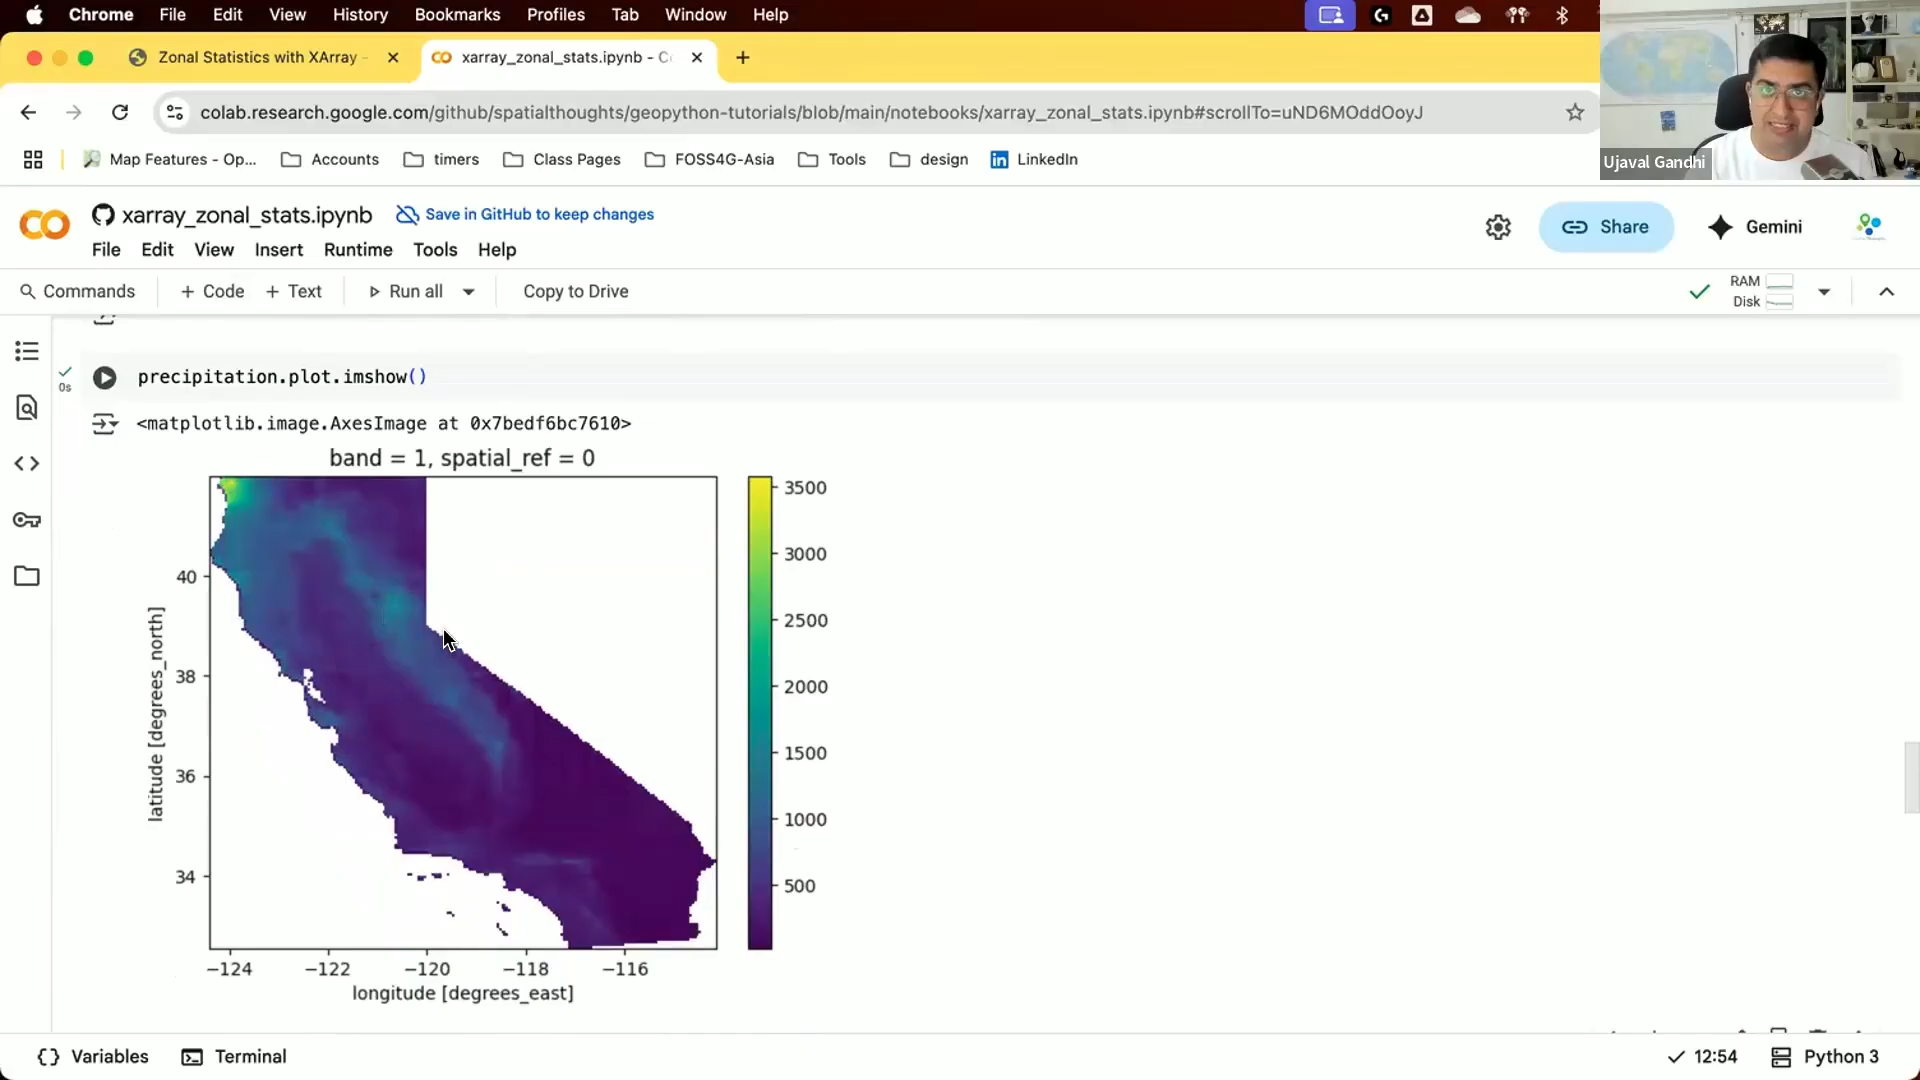 Chrome File Edit View History Bookmarks Profiles Tab Window Help
Zonal Statistics with XArray -
xarray_zonal_stats.ipynb - Co
colab.research.google.com/github/spatialthoughts/geopython-tutorials/blob/main/notebooks/xarray_zonal_stats.ipynb#scrollTo=uND6MOddOoyJ
Map Features - Op... Accounts timers Class Pages FOSS4G-Asia Tools design LinkedIn
Ujaval Gandhi
xarray_zonal_stats.ipynb Save in GitHub to keep changes
Share Gemini
File Edit View Insert Runtime Tools Help
Commands + Code + Text Run all Copy to Drive
RAM
Disk
0s
precipitation.plot.imshow()
<matplotlib.image.AxesImage at 0x7bedf6bc7610>
band = 1, spatial_ref = 0
latitude [degrees_north]
40
38
36
34
−124 −122 −120 −118 −116
longitude [degrees_east]
3500
3000
2500
2000
1500
1000
500
{} Variables Terminal
12:54 Python 3